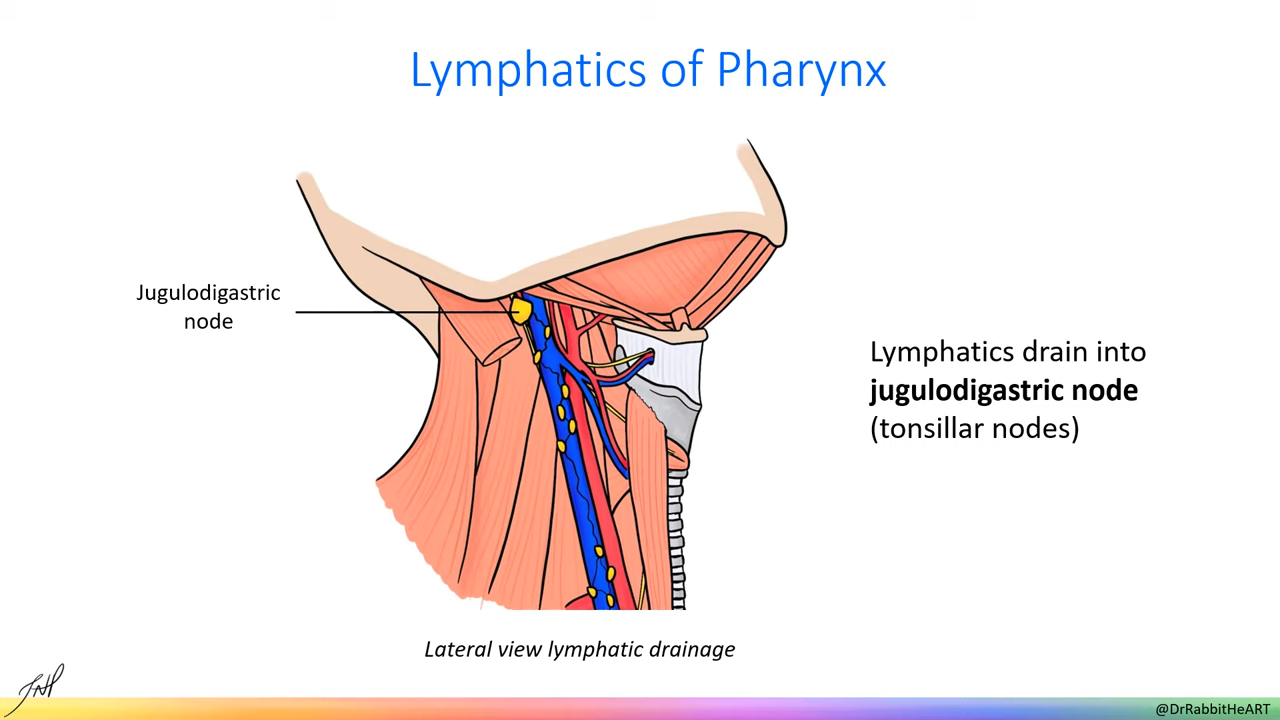 Lymphatics of Pharynx
Jugulodigastric
node
Lymphatics drain into
jugulodigastric node
(tonsillar nodes)
Lateral view lymphatic drainage
@DrRabbitHeART